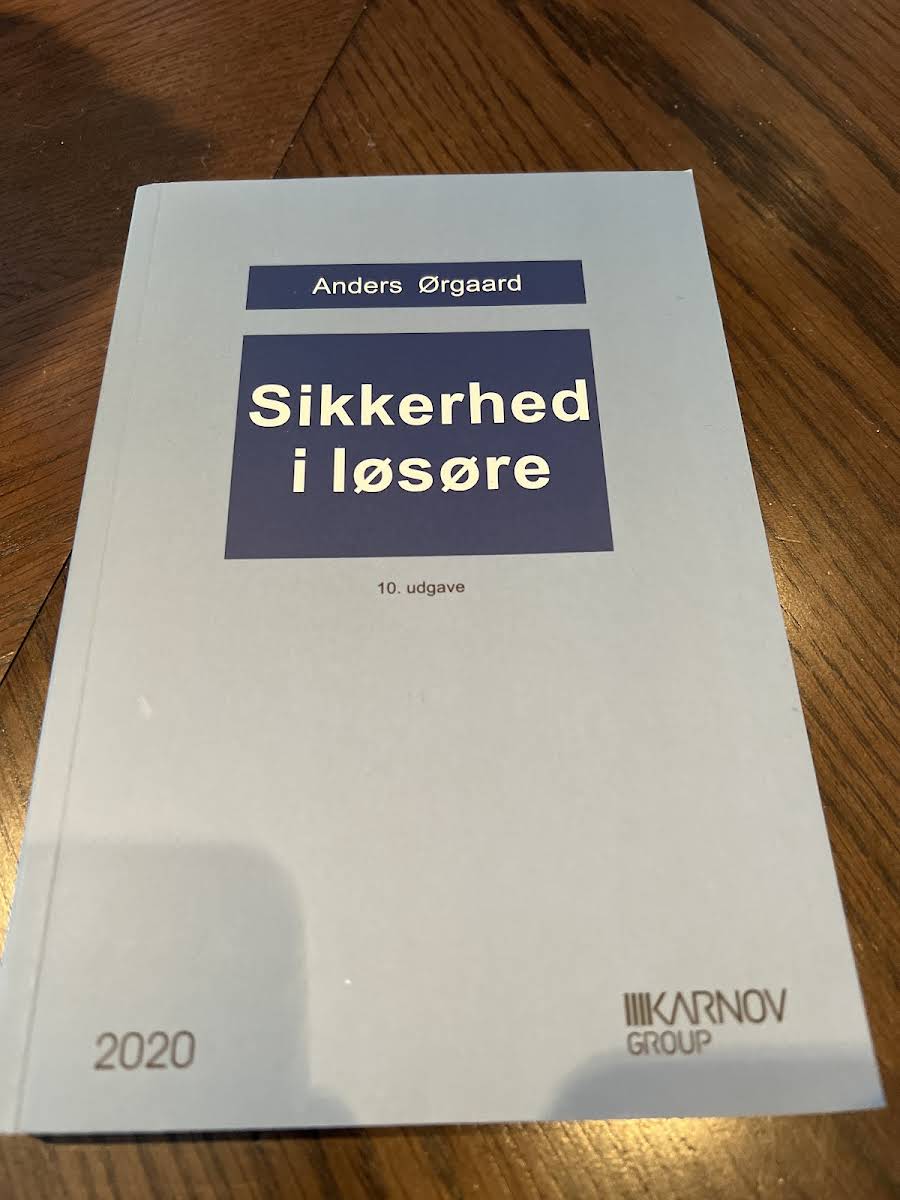 Anders Ørgaard
Sikkerhed
i løsøre
10. udgave
2020
KARNOV
GROUP